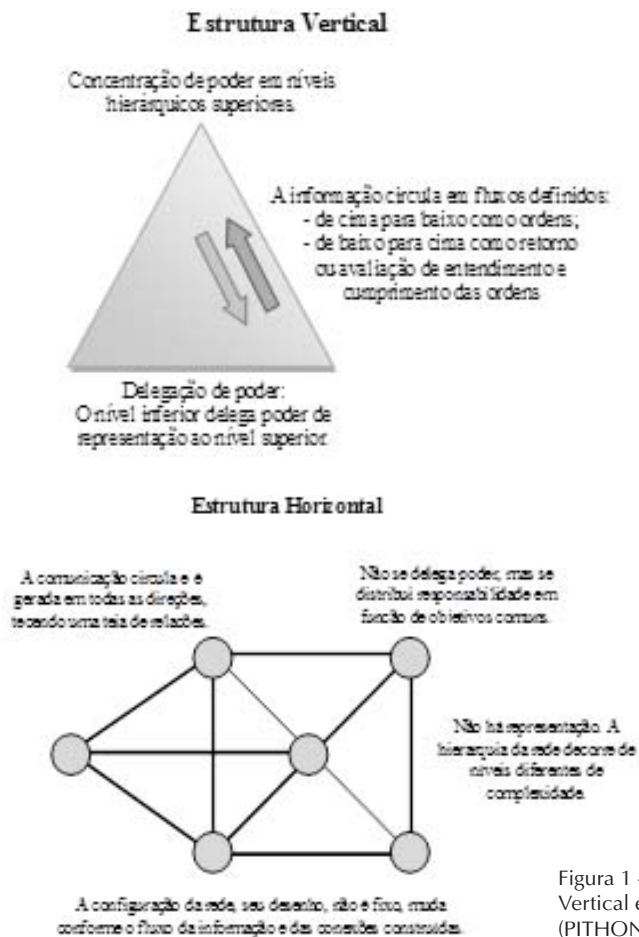 Estrutura Vertical
Concentração de poder em níveis
hierárquicos superiores.
A informação circula em fluxos definidos:
- de cima para baixo como ordens;
- de baixo para cima como retorno
ou avaliação de entendimento e
cumprimento das ordens
Delegação de poder:
O nível inferior delega poder de
representação ao nível superior.
Estrutura Horizontal
A comunicação circula e é
gerada em todas as direções,
tecendo uma teia de relações.
Não se delega poder, mas se
distribui responsabilidade em
função de objetivos comuns.
Não há representação. A
hierarquia da rede decorre de
níveis diferentes de
complexidade.
A configuração da rede, seu desenho, não é fixo, muda
conforme o fluxo da informação e das conexões construídas.
Figura 1 -
Vertical e
(PITHON